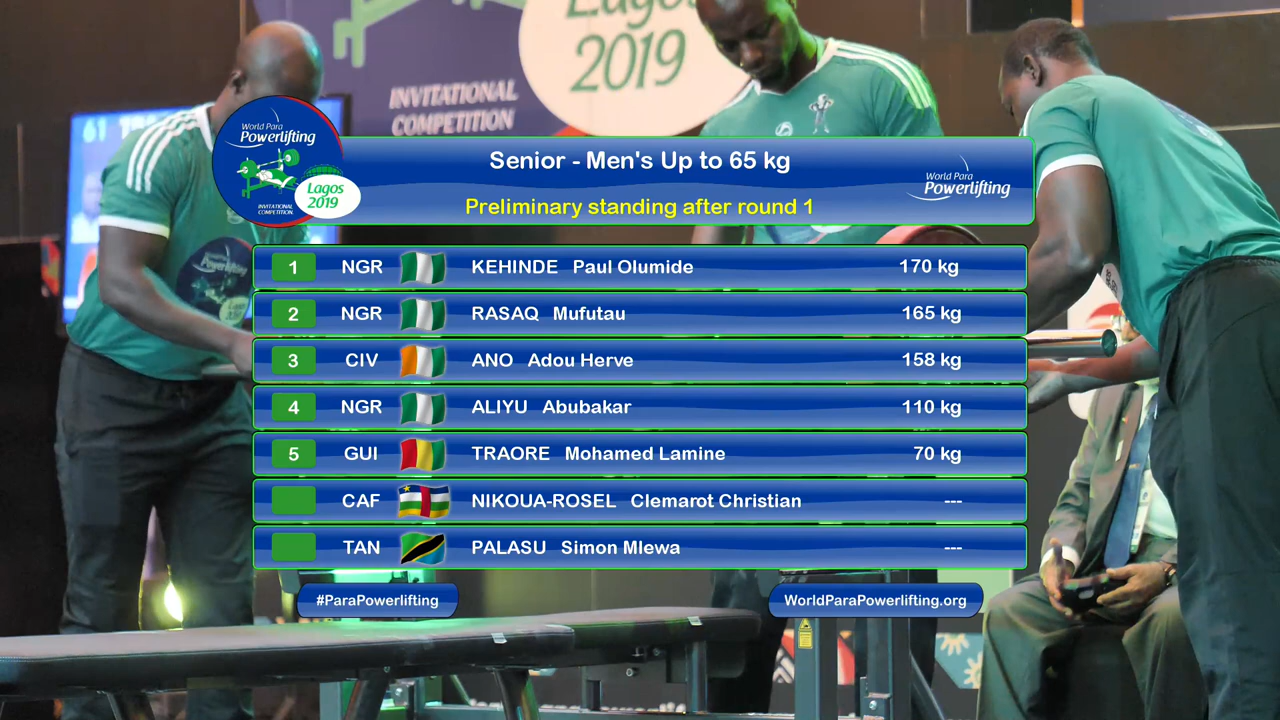 Lagos
2019
INVITATIONAL
COMPETITION
61
World Para
Powerlifting
Lagos
2019
INVITATIONAL
COMPETITION
Senior - Men's Up to 65 kg
Preliminary standing after round 1
World Para
Powerlifting
1 NGR KEHINDE Paul Olumide 170 kg
2 NGR RASAQ Mufutau 165 kg
3 CIV ANO Adou Herve 158 kg
4 NGR ALIYU Abubakar 110 kg
5 GUI TRAORE Mohamed Lamine 70 kg
CAF NIKOUA-ROSEL Clemarot Christian ---
TAN PALASU Simon Mlewa ---
#ParaPowerlifting
WorldParaPowerlifting.org